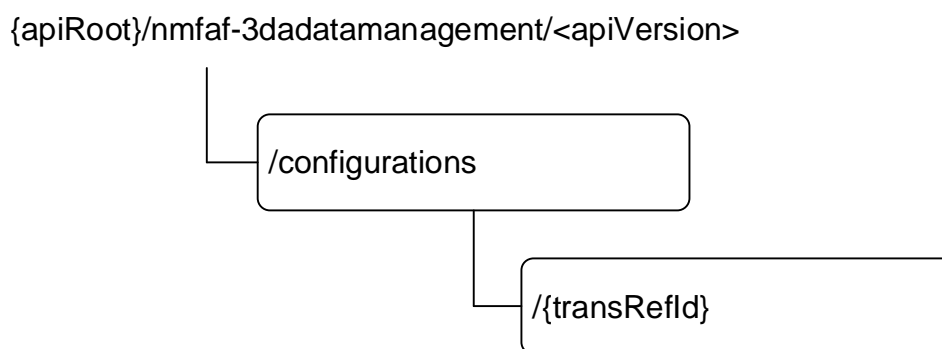 {apiRoot}/nmfaf-3dadatamanagement/<apiVersion>
/configurations
/{transRefId}